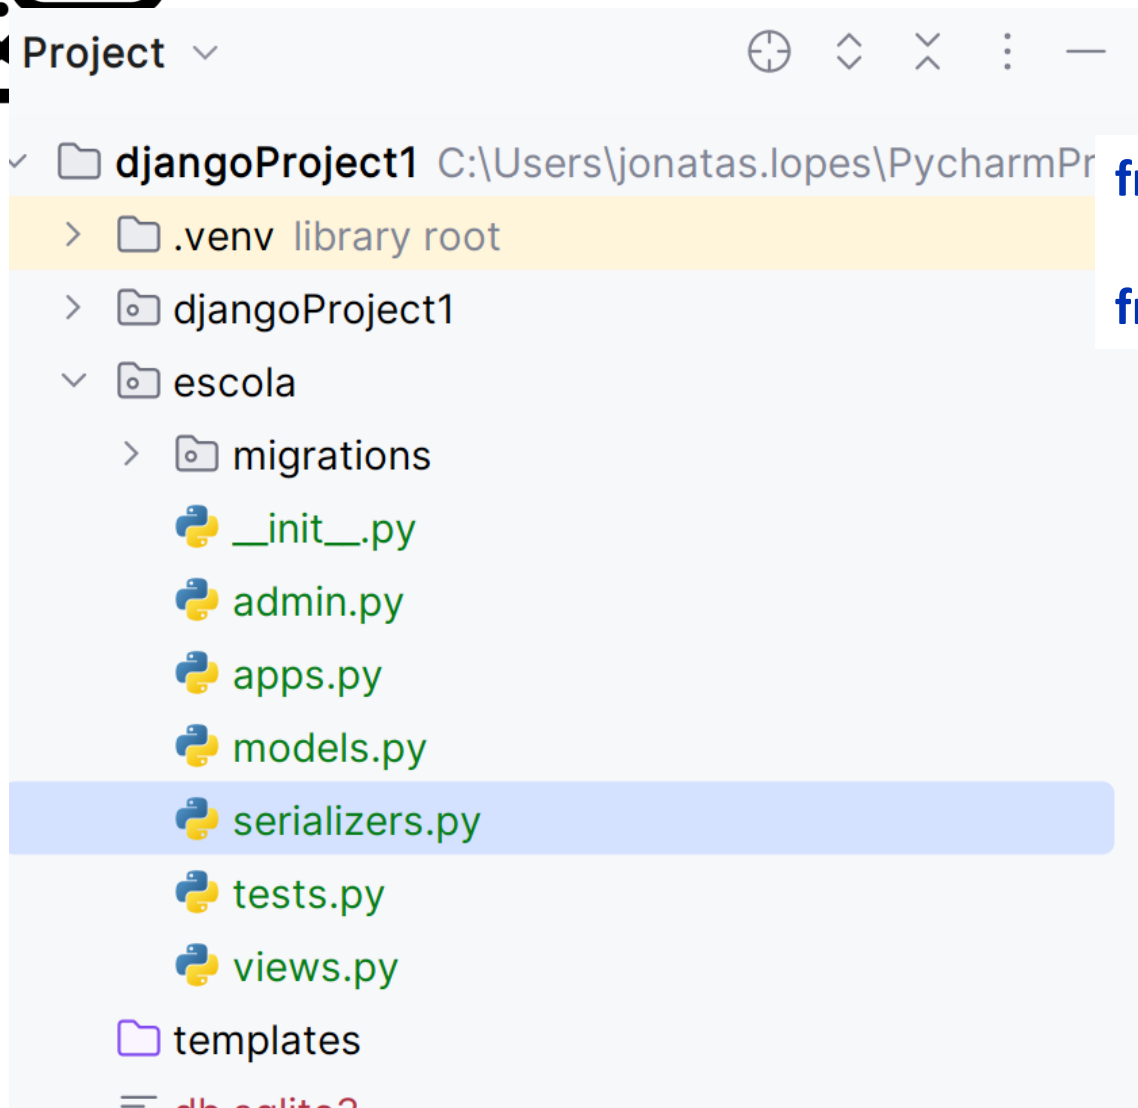 Project
djangoProject1 C:\Users\jonatas.lopes\PycharmPr
.venv library root
djangoProject1
escola
migrations
__init__.py
admin.py
apps.py
models.py
serializers.py
tests.py
views.py
templates